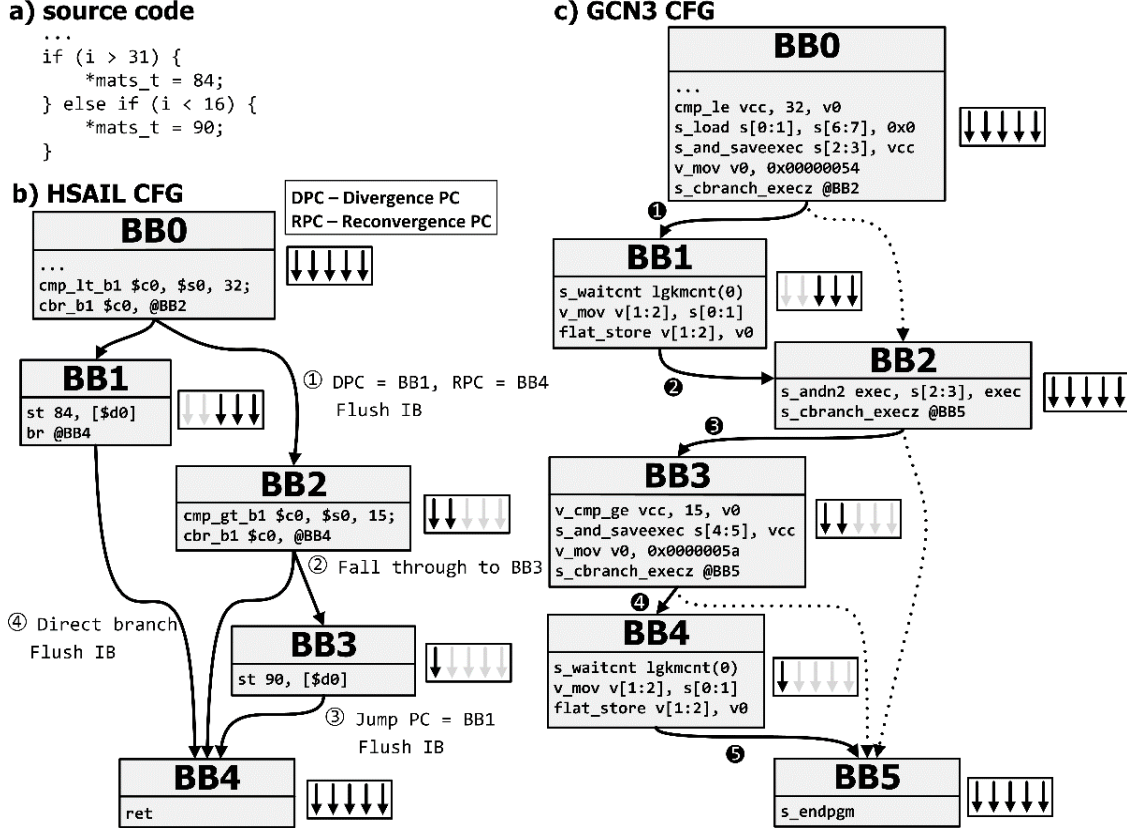 a) source code
...
if (i > 31) {
*mats_t = 84;
} else if (i < 16) {
*mats_t = 90;
}
b) HSAIL CFG
DPC – Divergence PC
RPC – Reconvergence PC
BB0
...
cmp_lt_b1 $c0, $s0, 32;
cbr_b1 $c0, @BB2
BB1
st 84, [$d0]
br @BB4
① DPC = BB1, RPC = BB4
Flush IB
BB2
cmp_gt_b1 $c0, $s0, 15;
cbr_b1 $c0, @BB4
② Fall through to BB3
④ Direct branch
Flush IB
BB3
st 90, [$d0]
③ Jump PC = BB1
Flush IB
BB4
ret
c) GCN3 CFG
BB0
...
cmp_le vcc, 32, v0
s_load s[0:1], s[6:7], 0x0
s_and_saveexec s[2:3], vcc
v_mov v0, 0x00000054
s_cbranch_execz @BB2
❶
BB1
s_waitcnt lgkmcnt(0)
v_mov v[1:2], s[0:1]
flat_store v[1:2], v0
❷
BB2
s_andn2 exec, s[2:3], exec
s_cbranch_execz @BB5
❸
BB3
v_cmp_ge vcc, 15, v0
s_and_saveexec s[4:5], vcc
v_mov v0, 0x0000005a
s_cbranch_execz @BB5
❹
BB4
s_waitcnt lgkmcnt(0)
v_mov v[1:2], s[0:1]
flat_store v[1:2], v0
❺
BB5
s_endpgm